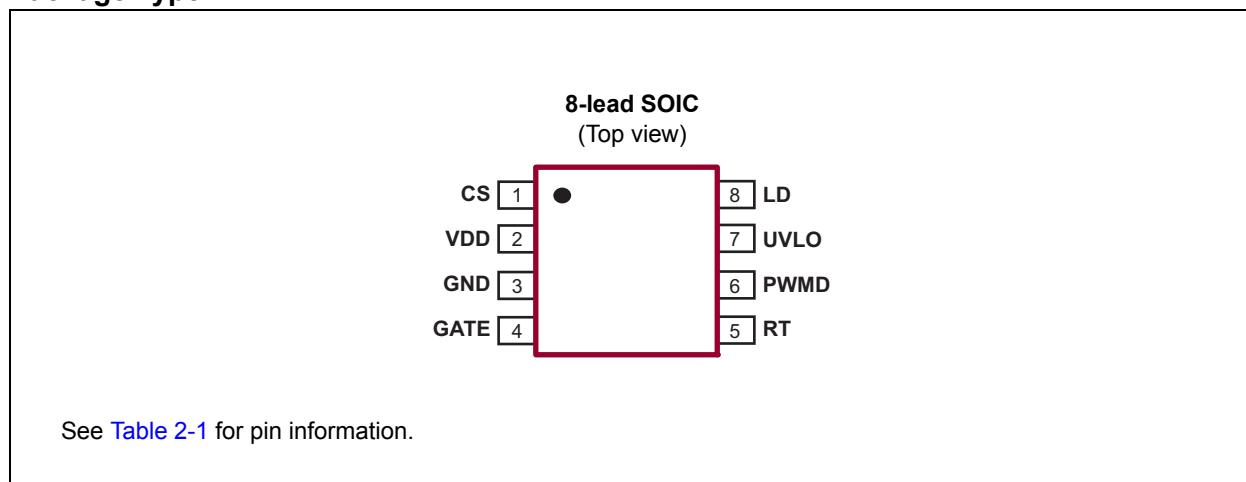 8-lead SOIC
(Top view)
CS 1 8 LD
VDD 2 7 UVLO
GND 3 6 PWMD
GATE 4 5 RT
See Table 2-1 for pin information.